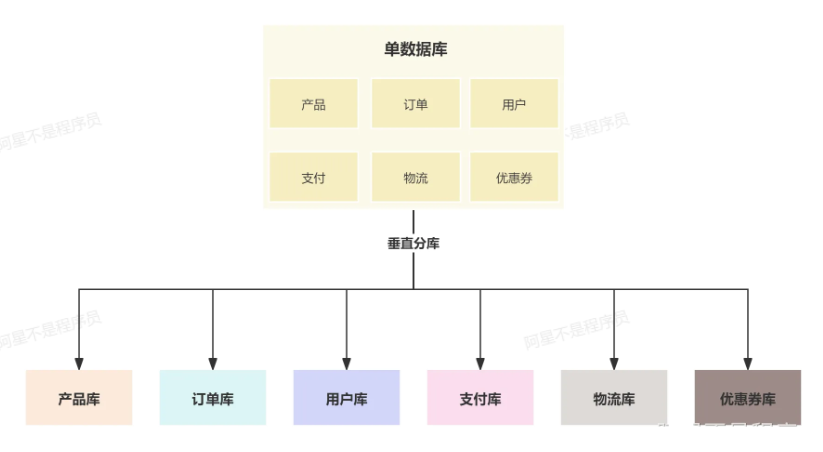 单数据库
产品 订单 用户
支付 物流 优惠券
垂直分库
产品库 订单库 用户库 支付库 物流库 优惠券库
阿星不是程序员
不是程序员
阿星不是程序员
阿星不是程序员